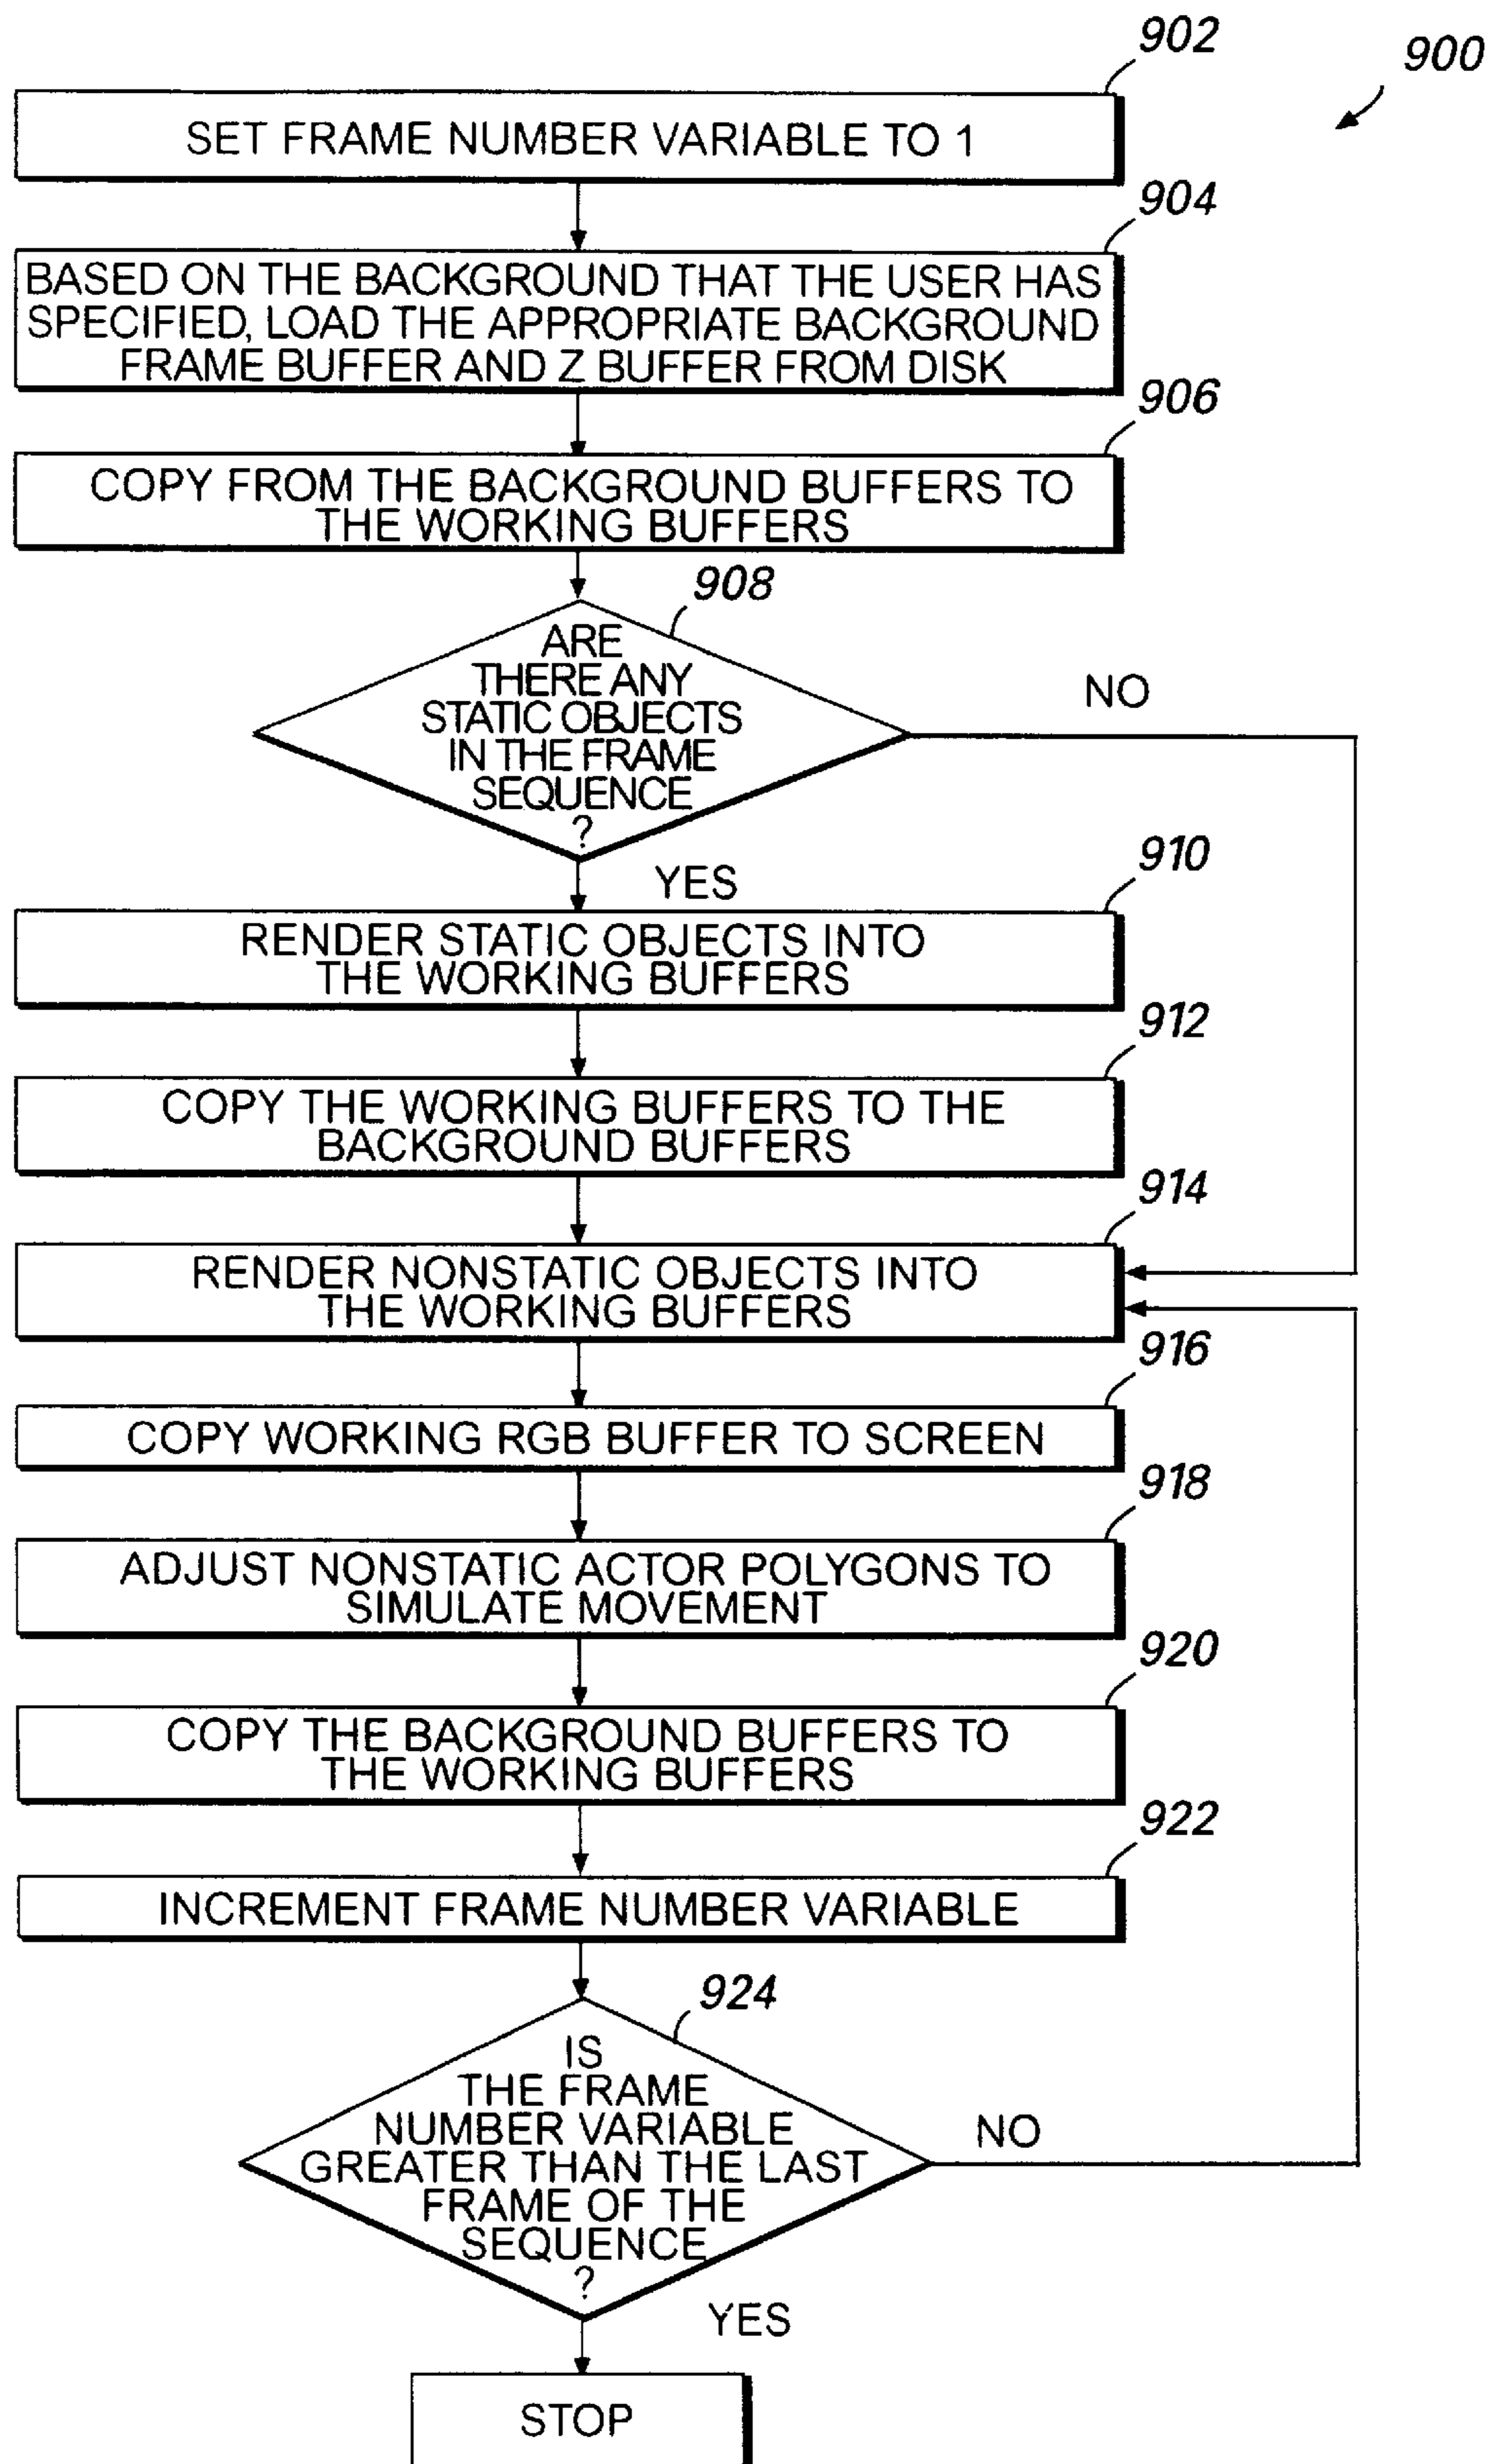 902
900
SET FRAME NUMBER VARIABLE TO 1
904
BASED ON THE BACKGROUND THAT THE USER HAS
SPECIFIED, LOAD THE APPROPRIATE BACKGROUND
FRAME BUFFER AND Z BUFFER FROM DISK
906
COPY FROM THE BACKGROUND BUFFERS TO
THE WORKING BUFFERS
908
ARE
THERE ANY
STATIC OBJECTS
IN THE FRAME
SEQUENCE
?
NO
YES
910
RENDER STATIC OBJECTS INTO
THE WORKING BUFFERS
912
COPY THE WORKING BUFFERS TO THE
BACKGROUND BUFFERS
914
RENDER NONSTATIC OBJECTS INTO
THE WORKING BUFFERS
916
COPY WORKING RGB BUFFER TO SCREEN
918
ADJUST NONSTATIC ACTOR POLYGONS TO
SIMULATE MOVEMENT
920
COPY THE BACKGROUND BUFFERS TO
THE WORKING BUFFERS
922
INCREMENT FRAME NUMBER VARIABLE
924
IS
THE FRAME
NUMBER VARIABLE
GREATER THAN THE LAST
FRAME OF THE
SEQUENCE
?
NO
YES
STOP